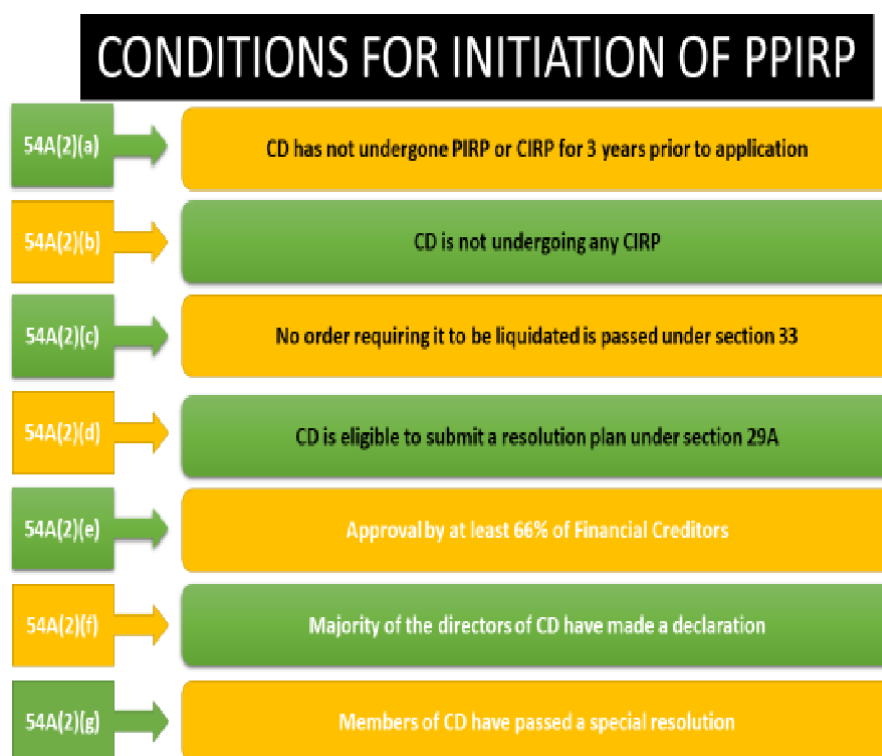 CONDITIONS FOR INITIATION OF PPIRP
54A(2)(a)
CD has not undergone PIRP or CIRP for 3 years prior to application
54A(2)(b)
CD is not undergoing any CIRP
54A(2)(c)
No order requiring it to be liquidated is passed under section 33
54A(2)(d)
CD is eligible to submit a resolution plan under section 29A
54A(2)(e)
Approval by at least 66% of Financial Creditors
54A(2)(f)
Majority of the directors of CD have made a declaration
54A(2)(g)
Members of CD have passed a special resolution